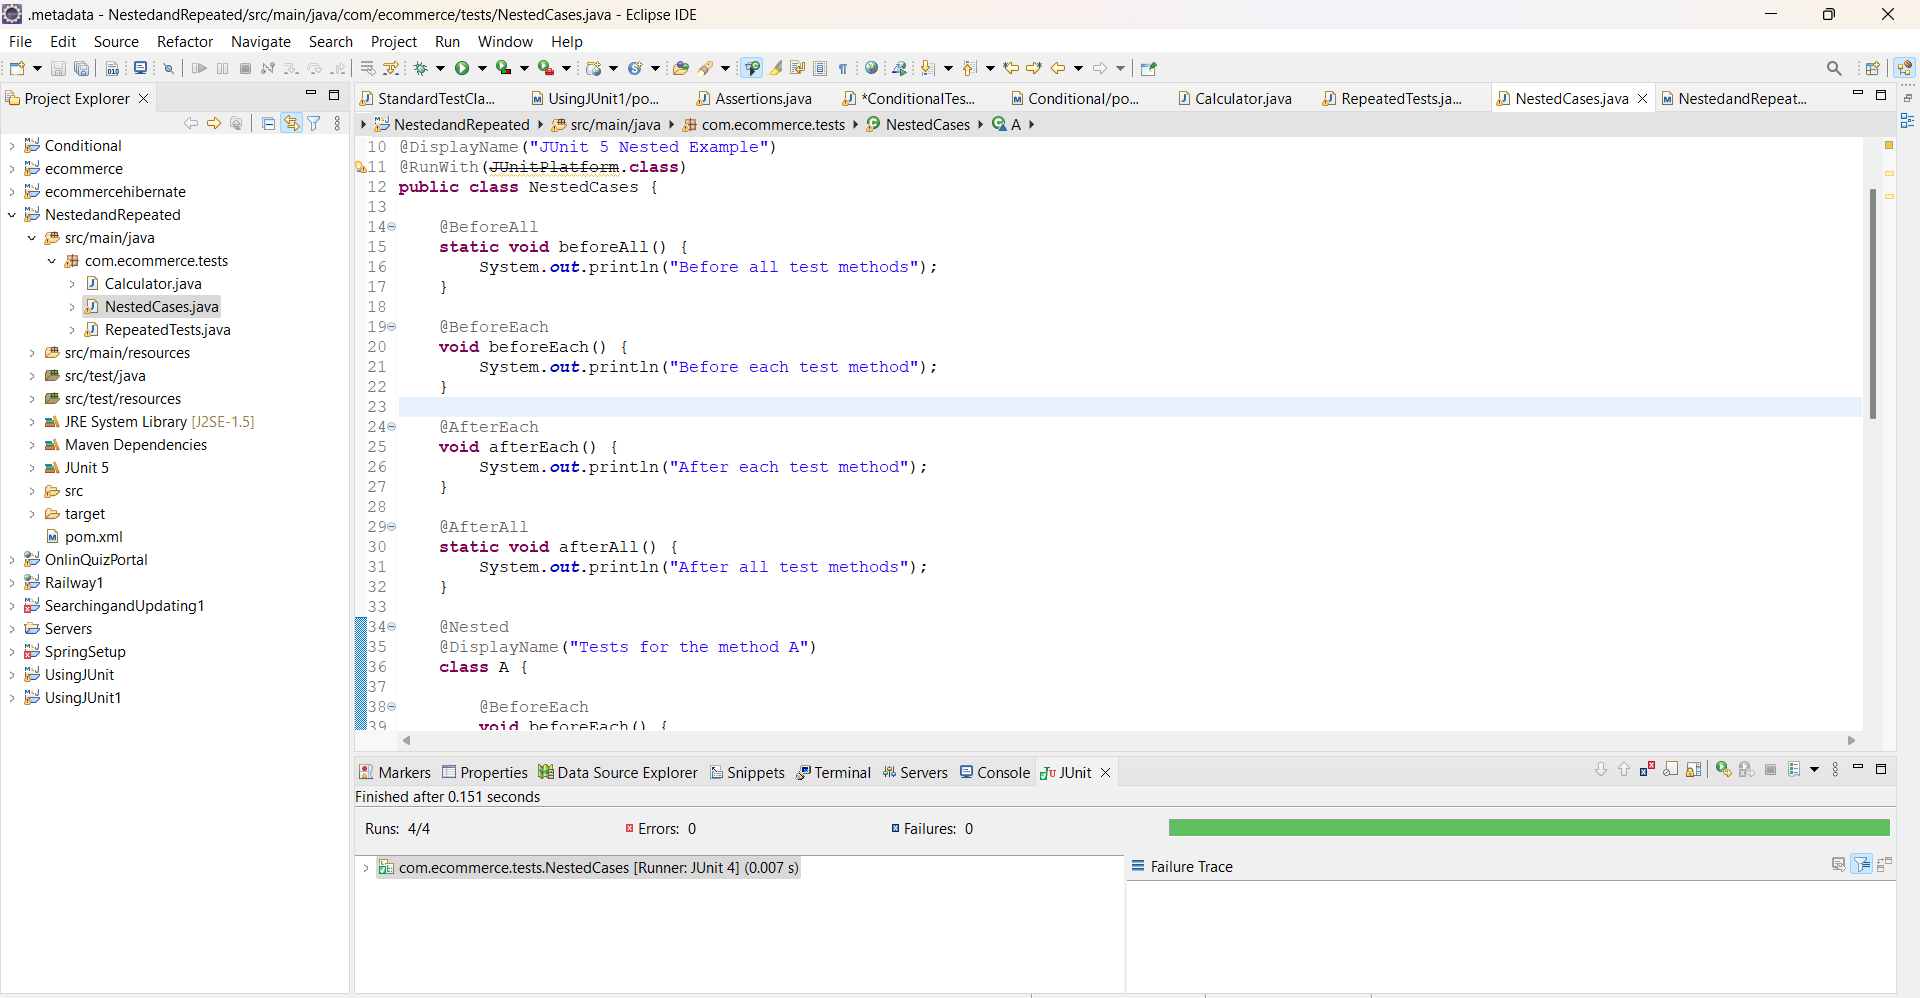 .metadata - NestedandRepeated/src/main/java/com/ecommerce/tests/NestedCases.java - Eclipse IDE
File Edit Source Refactor Navigate Search Project Run Window Help
Project Explorer
StandardTestCla... UsingJUnit1/po... Assertions.java *ConditionalTes... Conditional/po... Calculator.java RepeatedTests.ja... NestedCases.java NestedandRepeat...
NestedandRepeated src/main/java com.ecommerce.tests NestedCases A
Conditional
ecommerce
ecommercehibernate
NestedandRepeated
src/main/java
com.ecommerce.tests
Calculator.java
NestedCases.java
RepeatedTests.java
src/main/resources
src/test/java
src/test/resources
JRE System Library [J2SE-1.5]
Maven Dependencies
JUnit 5
src
target
pom.xml
OnlinQuizPortal
Railway1
SearchingandUpdating1
Servers
SpringSetup
UsingJUnit
UsingJUnit1
10 @DisplayName("JUnit 5 Nested Example")
11 @RunWith(JUnitPlatform.class)
12 public class NestedCases {
13
14 @BeforeAll
15 static void beforeAll() {
16 System.out.println("Before all test methods");
17 }
18
19 @BeforeEach
20 void beforeEach() {
21 System.out.println("Before each test method");
22 }
23
24 @AfterEach
25 void afterEach() {
26 System.out.println("After each test method");
27 }
28
29 @AfterAll
30 static void afterAll() {
31 System.out.println("After all test methods");
32 }
33
34 @Nested
35 @DisplayName("Tests for the method A")
36 class A {
37
38 @BeforeEach
39 void beforeEach() {
Markers Properties Data Source Explorer Snippets Terminal Servers Console JUnit
Finished after 0.151 seconds
Runs: 4/4 Errors: 0 Failures: 0
com.ecommerce.tests.NestedCases [Runner: JUnit 4] (0.007 s)
Failure Trace